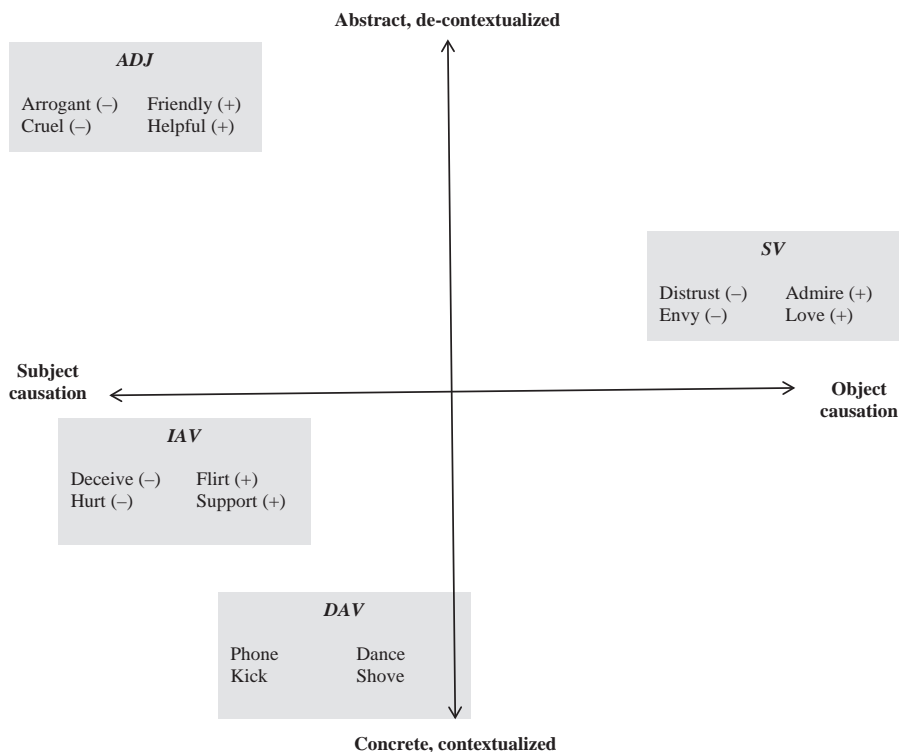 Abstract, de-contextualized
ADJ
Arrogant (–) Friendly (+)
Cruel (–) Helpful (+)
SV
Distrust (–) Admire (+)
Envy (–) Love (+)
Subject
causation
Object
causation
IAV
Deceive (–) Flirt (+)
Hurt (–) Support (+)
DAV
Phone Dance
Kick Shove
Concrete, contextualized